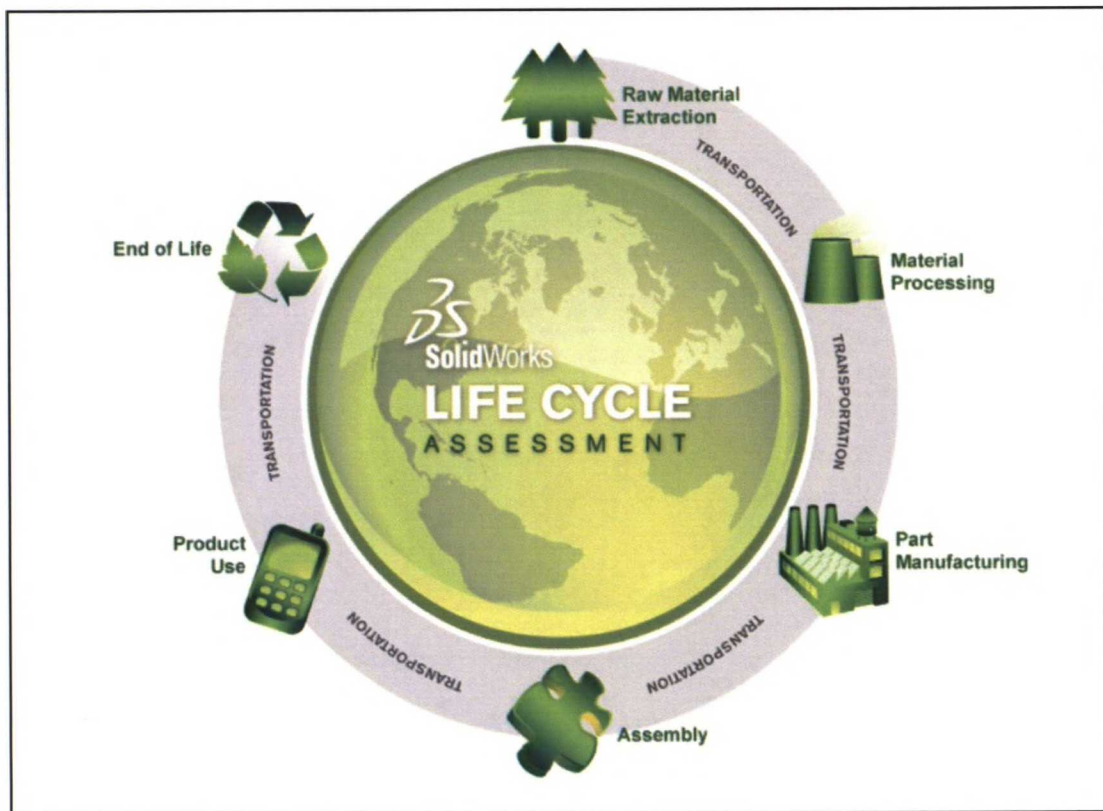 Raw Material
Extraction
TRANSPORTATION
Material
Processing
TRANSPORTATION
Part
Manufacturing
TRANSPORTATION
Assembly
TRANSPORTATION
Product
Use
TRANSPORTATION
End of Life
DS
SolidWorks
LIFE CYCLE
ASSESSMENT